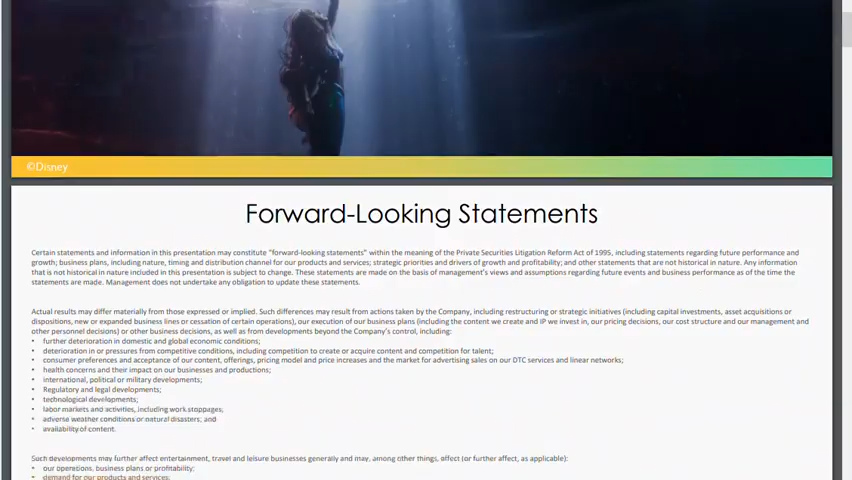 ©Disney
Forward-Looking Statements
Certain statements and information in this presentation may constitute "forward-looking statements" within the meaning of the Private Securities Litigation Reform Act of 1995, including statements regarding future performance and
growth; business plans, including nature, timing and distribution channel for our products and services; strategic priorities and drivers of growth and profitability; and other statements that are not historical in nature. Any information
that is not historical in nature included in this presentation is subject to change. These statements are made on the basis of management's views and assumptions regarding future events and business performance as of the time the
statements are made. Management does not undertake any obligation to update these statements.
Actual results may differ materially from those expressed or implied. Such differences may result from actions taken by the Company, including restructuring or strategic initiatives (including capital investments, asset acquisitions or
dispositions, new or expanded business lines or cessation of certain operations), our execution of our business plans (including the content we create and IP we invest in, our pricing decisions, our cost structure and our management and
other personnel decisions) or other business decisions, as well as from developments beyond the Company's control, including:
• further deterioration in domestic and global economic conditions;
• deterioration in or pressures from competitive conditions, including competition to create or acquire content and competition for talent;
• consumer preferences and acceptance of our content, offerings, pricing model and price increases and the market for advertising sales on our DTC services and linear networks;
• health concerns and their impact on our businesses and productions;
• international, political or military developments;
• Regulatory and legal developments;
• technological developments;
• labor markets and activities, including work stoppages;
• adverse weather conditions or natural disasters; and
• availability of content.
Such developments may further affect entertainment, travel and leisure businesses generally and may, among other things, affect (or further affect, as applicable):
• our operations, business plans or profitability;
• demand for our products and services;